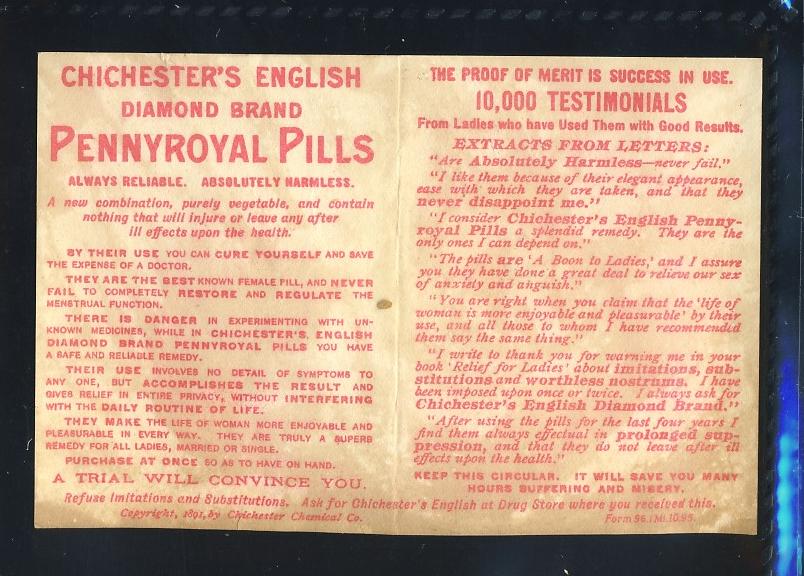 CHICHESTER'S ENGLISH
DIAMOND BRAND
PENNYROYAL PILLS
ALWAYS RELIABLE. ABSOLUTELY HARMLESS.
A new combination, purely vegetable, and contain
nothing that will injure or leave any after
ill effects upon the health.
BY THEIR USE YOU CAN CURE YOURSELF AND SAVE
THE EXPENSE OF A DOCTOR.
THEY ARE THE BEST KNOWN FEMALE PILL, AND NEVER
FAIL TO COMPLETELY RESTORE AND REGULATE THE
MENSTRUAL FUNCTION.
THERE IS DANGER IN EXPERIMENTING WITH UN-
KNOWN MEDICINES, WHILE IN CHICHESTER'S ENGLISH
DIAMOND BRAND PENNYROYAL PILLS YOU HAVE
A SAFE AND RELIABLE REMEDY.
THEIR USE INVOLVES NO DETAIL OF SYMPTOMS TO
ANY ONE, BUT ACCOMPLISHES THE RESULT AND
GIVES RELIEF IN ENTIRE PRIVACY, WITHOUT INTERFERING
WITH THE DAILY ROUTINE OF LIFE.
THEY MAKE THE LIFE OF WOMAN MORE ENJOYABLE AND
PLEASURABLE IN EVERY WAY. THEY ARE TRULY A SUPERB
REMEDY FOR ALL LADIES, MARRIED OR SINGLE.
PURCHASE AT ONCE SO AS TO HAVE ON HAND.
A TRIAL WILL CONVINCE YOU.
THE PROOF OF MERIT IS SUCCESS IN USE.
10,000 TESTIMONIALS
From Ladies who have Used Them with Good Results.
EXTRACTS FROM LETTERS:
"Are Absolutely Harmless—never fail."
"I like them because of their elegant appearance,
ease with which they are taken, and that they
never disappoint me."
"I consider Chichester's English Penny-
royal Pills a splendid remedy. They are the
only ones I can depend on."
"The pills are 'A Boon to Ladies,' and I assure
you they have done a great deal to relieve our sex
of anxiety and anguish."
"You are right when you claim that the 'life of
woman is more enjoyable and pleasurable' by their
use, and all those to whom I have recommended
them say the same thing."
"I write to thank you for warning me in your
book 'Relief for Ladies' about imitations, sub-
stitutions and worthless nostrums. I have
been imposed upon once or twice. I always ask for
Chichester's English Diamond Brand."
"After using the pills for the last four years I
find them always effectual in prolonged sup-
pression, and that they do not leave after ill
effects upon the health."
KEEP THIS CIRCULAR. IT WILL SAVE YOU MANY
HOURS SUFFERING AND MISERY.
Refuse Imitations and Substitutions. Ask for Chichester's English at Drug Store where you received this.
Copyright, 1891, by Chichester Chemical Co.
Form 96.1Ml.10.95.